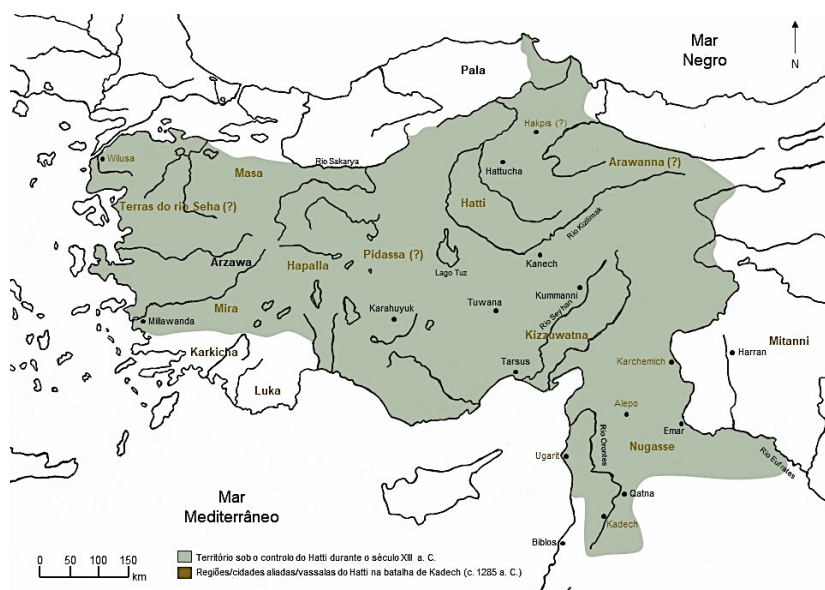 Mar
Negro
N
Pala
Hakpis (?)
Wilusa
Rio Sakarya
Hattucha
Arawanna (?)
Masa
Terras do rio Seha (?)
Hatti
Rio Kizilimak
Arzawa
Hapalla
Pidassa (?)
Kanech
Lago Tuz
Kummanni
Mira
Millawanda
Karahuyuk
Tuwana
Rio Seyhan
Kizzuwatna
Mitanni
Karkicha
Harran
Tarsus
Karchemich
Luka
Alepo
Emar
Rio Orontes
Nugasse
Ugarit
Rio Eufrates
Mar
Mediterrâneo
Qatna
Kadech
Biblos
Território sob o controlo do Hatti durante o século XIII a. C.
0 50 100 150
km
Regiões/cidades aliadas/vassalas do Hatti na batalha de Kadech (c. 1285 a. C.)